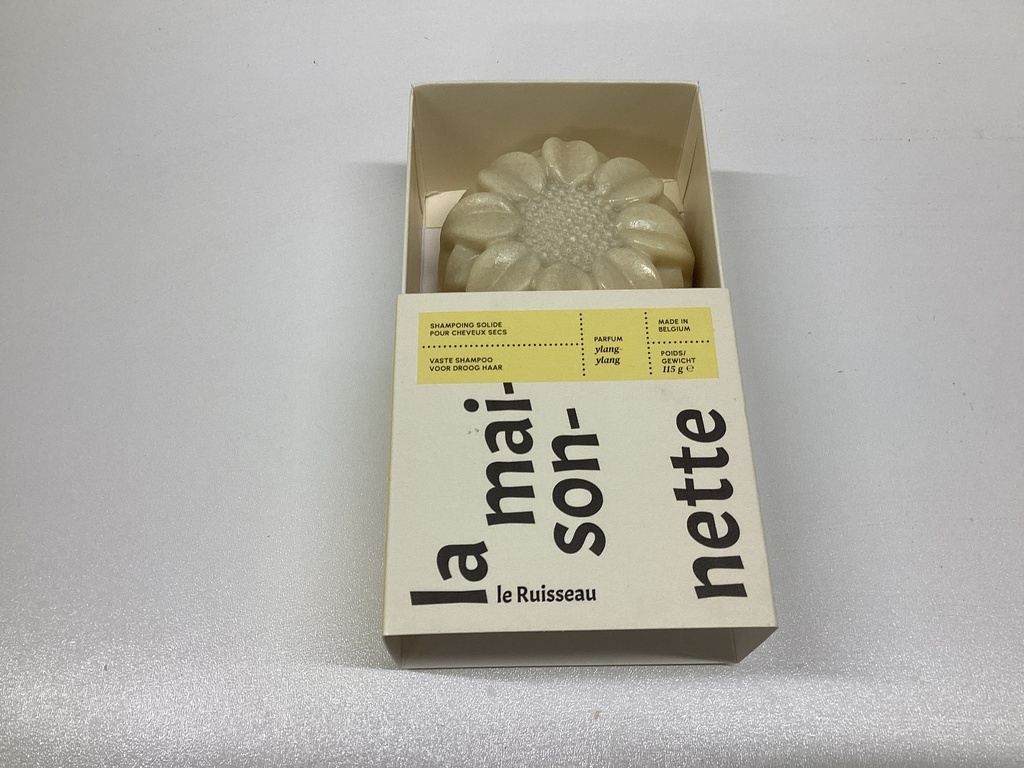 SHAMPOING SOLIDE
POUR CHEVEUX SECS
VASTE SHAMPOO
VOOR DROOG HAAR
PARFUM
ylang-
ylang
MADE IN
BELGIUM
POIDS/
GEWICHT
115 g ℮
la mai-
son-
nette
le Ruisseau